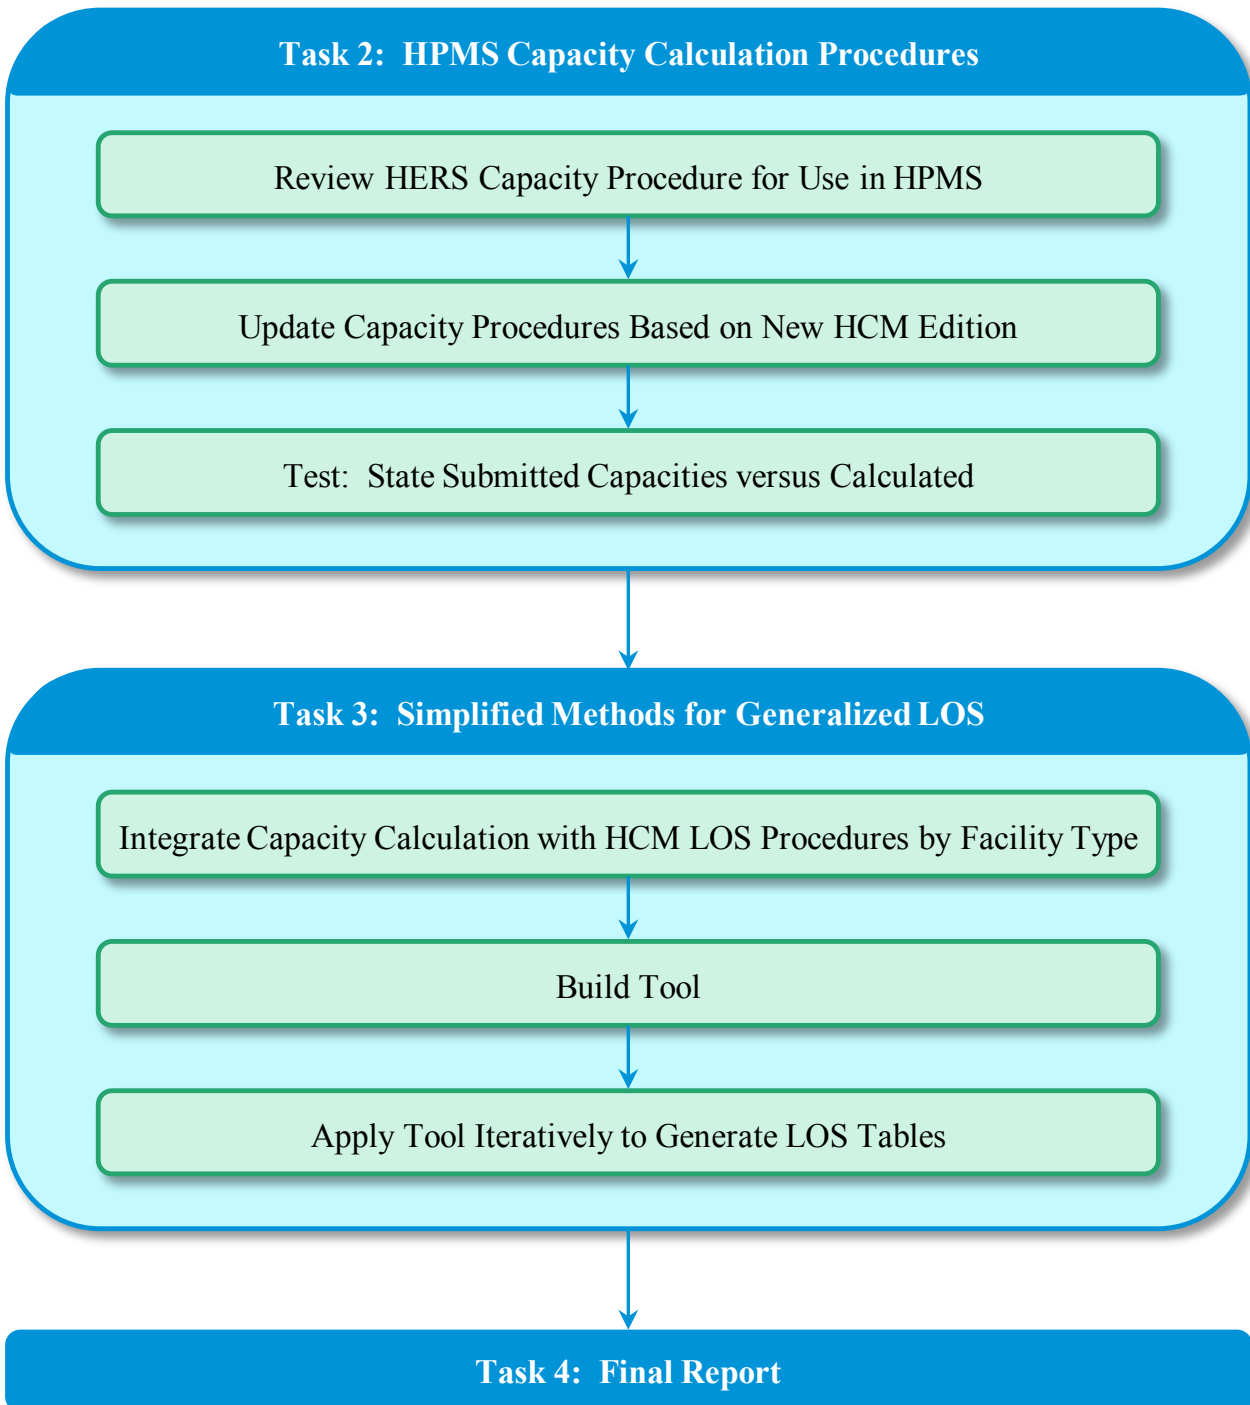 Task 2:  HPMS Capacity Calculation Procedures
Review HERS Capacity Procedure for Use in HPMS
Update Capacity Procedures Based on New HCM Edition
Test:  State Submitted Capacities versus Calculated
Task 3:  Simplified Methods for Generalized LOS
Integrate Capacity Calculation with HCM LOS Procedures by Facility Type
Build Tool
Apply Tool Iteratively to Generate LOS Tables
Task 4:  Final Report